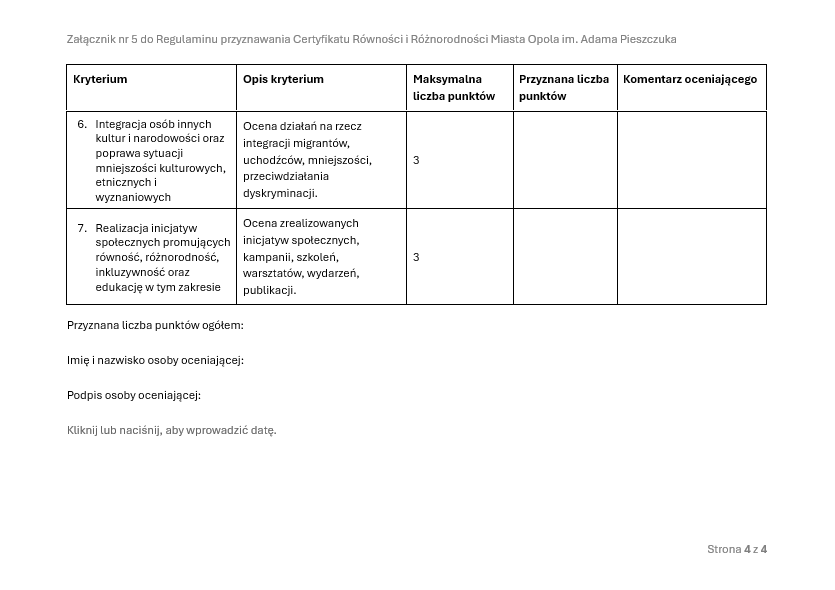 Załącznik nr 5 do Regulaminu przyznawania Certyfikatu Równości i Różnorodności Miasta Opola im. Adama Pieszczuka
Kryterium
Opis kryterium
Maksymalna
liczba punktów
Przyznana liczba
punktów
Komentarz oceniającego
6. Integracja osób innych
kultur i narodowości oraz
poprawa sytuacji
mniejszości kulturowych,
etnicznych i
wyznaniowych
Ocena działań na rzecz
integracji migrantów,
uchodźców, mniejszości,
przeciwdziałania
dyskryminacji.
3
7. Realizacja inicjatyw
społecznych promujących
równość, różnorodność,
inkluzywność oraz
edukację w tym zakresie
Ocena zrealizowanych
inicjatyw społecznych,
kampanii, szkoleń,
warsztatów, wydarzeń,
publikacji.
3
Przyznana liczba punktów ogółem:
Imię i nazwisko osoby oceniającej:
Podpis osoby oceniającej:
Kliknij lub naciśnij, aby wprowadzić datę.
Strona 4 z 4